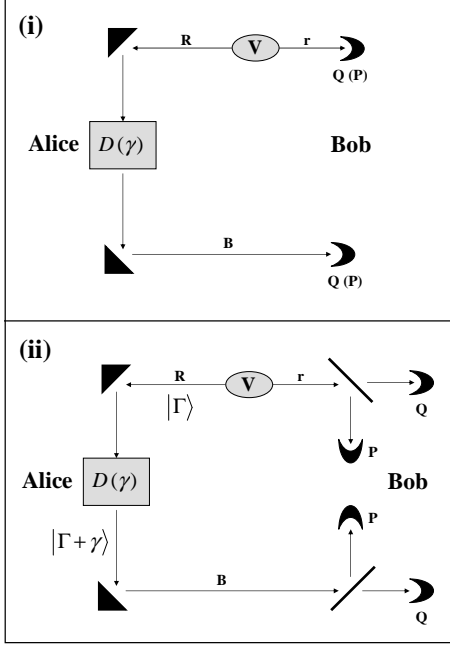 (i)
R V r
Q (P)
Alice D(γ) Bob
B
Q (P)
(ii)
R V r
|Γ⟩ Q
P
Alice D(γ) Bob
P
|Γ+γ⟩
B
Q